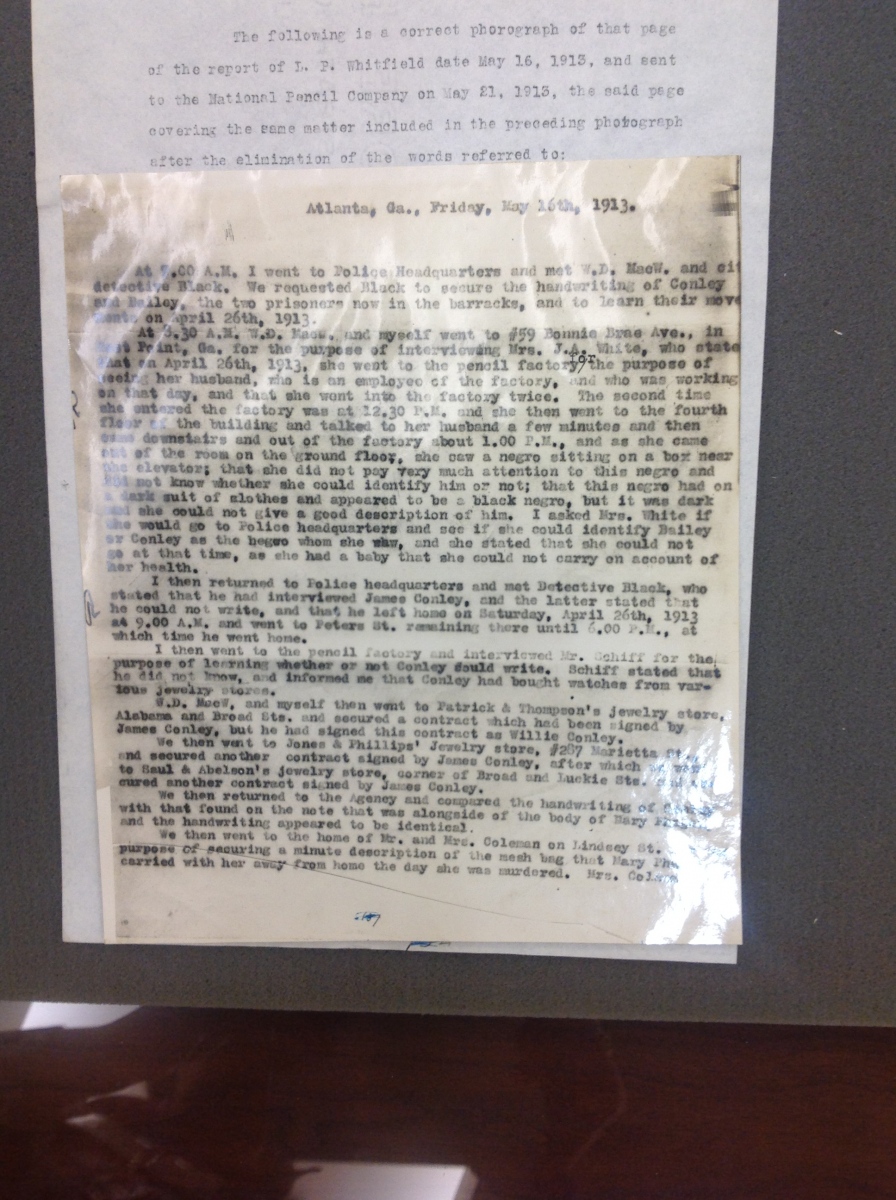 The following is a correct phorograph of that page
of the report of L. P. Whitfield date May 16, 1913, and sent
to the National Pencil Company on May 21, 1913, the said page
covering the same matter included in the preceding photograph
after the elimination of the words referred to:
Atlanta, Ga., Friday, May 16th, 1913.
At 8.00 A.M. I went to Police Headquarters and met W.D. MacW. and cit
detective Black. We requested Black to secure the handwriting of Conley
and Bailey, the two prisoners now in the barracks, and to learn their move
ments on April 26th, 1913.
At 8.30 A.M. W.D. MacW. and myself went to #59 Bonnie Brae Ave., in
East Point, Ga. for the purpose of interviewing Mrs. J.A. White, who state
that on April 26th, 1913, she went to the pencil factory, for the purpose of
seeing her husband, who is an employee of the factory, and who was working
on that day, and that she went into the factory twice. The second time
she entered the factory was at 12.30 P.M. and she then went to the fourth
floor of the building and talked to her husband a few minutes and then
came downstairs and out of the factory about 1.00 P.M., and as she came
out of the room on the ground floor, she saw a negro sitting on a box near
the elevator; that she did not pay very much attention to this negro and
did not know whether she could identify him or not; that this negro had on
a dark suit of clothes and appeared to be a black negro, but it was dark
and she could not give a good description of him. I asked Mrs. White if
she would go to Police headquarters and see if she could identify Bailey
or Conley as the begro whom she saw, and she stated that she could not
go at that time, as she had a baby that she could not carry on account of
her health.
I then returned to Police headquarters and met Detective Black, who
stated that he had interviewed James Conley, and the latter stated that
he could not write, and that he left home on Saturday, April 26th, 1913
at 9.00 A.M. and went to Peters St. remaining there until 6.00 P.M., at
which time he went home.
I then went to the pencil factory and interviewed Mr. Schiff for the
purpose of learning whether or not Conley could write. Schiff stated that
he did not know, and informed me that Conley had bought watches from var-
ious jewelry stores.
W.D. MacW. and myself then went to Patrick & Thompson's jewelry store,
Alabama and Broad Sts. and secured a contract which had been signed by
James Conley, but he had signed this contract as Willie Conley.
We then went to Jones & Phillips' Jewelry store, #287 Marietta St.,
and secured another contract signed by James Conley, after which we went
to Saul & Abelson's jewelry store, corner of Broad and Luckie Sts. and se-
cured another contract signed by James Conley.
We then returned to the Agency and compared the handwriting of
with that found on the note that was alongside of the body of Mary
and the handwriting appeared to be identical.
We then went to the home of Mr. and Mrs. Coleman on Lindsey St.
purpose of securing a minute description of the mesh bag that Mary Pha
carried with her away from home the day she was murdered. Mrs. Colem